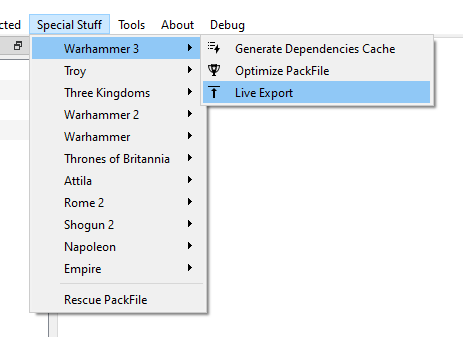 cted Special Stuff Tools About Debug
Warhammer 3
Generate Dependencies Cache
Troy
Optimize PackFile
Three Kingdoms
Live Export
Warhammer 2
Warhammer
Thrones of Britannia
Attila
Rome 2
Shogun 2
Napoleon
Empire
Rescue PackFile